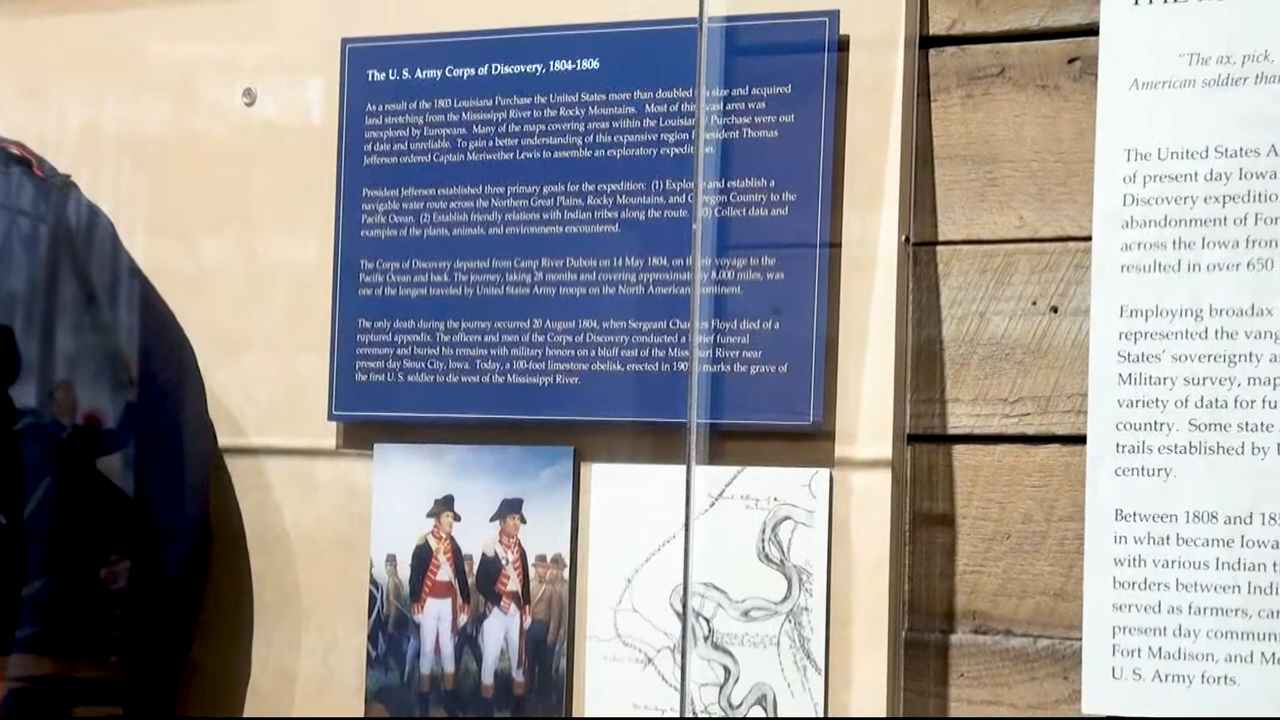 The U. S. Army Corps of Discovery, 1804-1806
As a result of the 1803 Louisiana Purchase the United States more than doubled size and acquired
land stretching from the Mississippi River to the Rocky Mountains. Most of this vast area was
unexplored by Europeans. Many of the maps covering areas within the Louisiana Purchase were out
of date and unreliable. To gain a better understanding of this expansive region President Thomas
Jefferson ordered Captain Meriwether Lewis to assemble an exploratory expedition.
President Jefferson established three primary goals for the expedition: (1) Explore and establish a
navigable water route across the Northern Great Plains, Rocky Mountains, and Oregon Country to the
Pacific Ocean. (2) Establish friendly relations with Indian tribes along the route. (3) Collect data and
examples of the plants, animals, and environments encountered.
The Corps of Discovery departed from Camp River Dubois on 14 May 1804, on their voyage to the
Pacific Ocean and back. The journey, taking 28 months and covering approximately 8,000 miles, was
one of the longest traveled by United States Army troops on the North American continent.
The only death during the journey occurred 20 August 1804, when Sergeant Charles Floyd died of a
ruptured appendix. The officers and men of the Corps of Discovery conducted a brief funeral
ceremony and buried his remains with military honors on a bluff east of the Missouri River near
present day Sioux City, Iowa. Today, a 100-foot limestone obelisk, erected in 190 marks the grave of
the first U. S. soldier to die west of the Mississippi River.
"The ax, pick,
American soldier than
The United States A
of present day Iowa
Discovery expeditio
abandonment of For
across the Iowa fron
resulted in over 650
Employing broadax
represented the vang
States' sovereignty a
Military survey, map
variety of data for fu
country. Some state
trails established by
century.
Between 1808 and 18
in what became Iowa
with various Indian t
borders between Indi
served as farmers, car
present day commun
Fort Madison, and
U. S. Army forts.